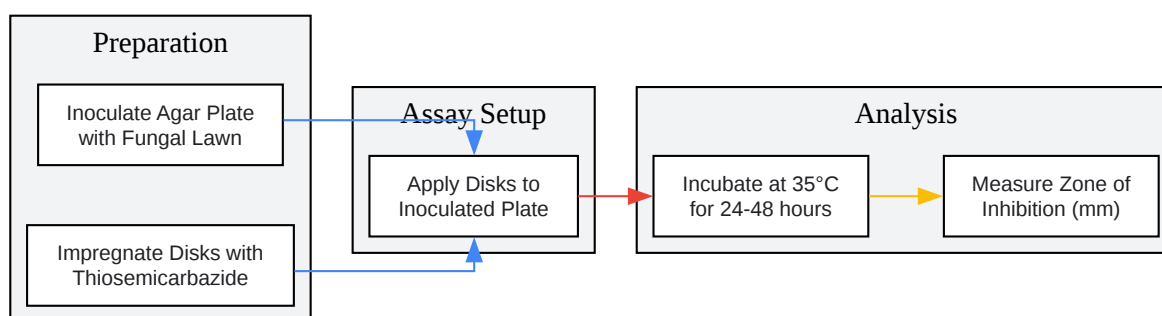 Preparation
Inoculate Agar Plate
with Fungal Lawn
Impregnate Disks with
Thiosemicarbazide
Assay Setup
Apply Disks to
Inoculated Plate
Analysis
Incubate at 35°C
for 24-48 hours
Measure Zone of
Inhibition (mm)